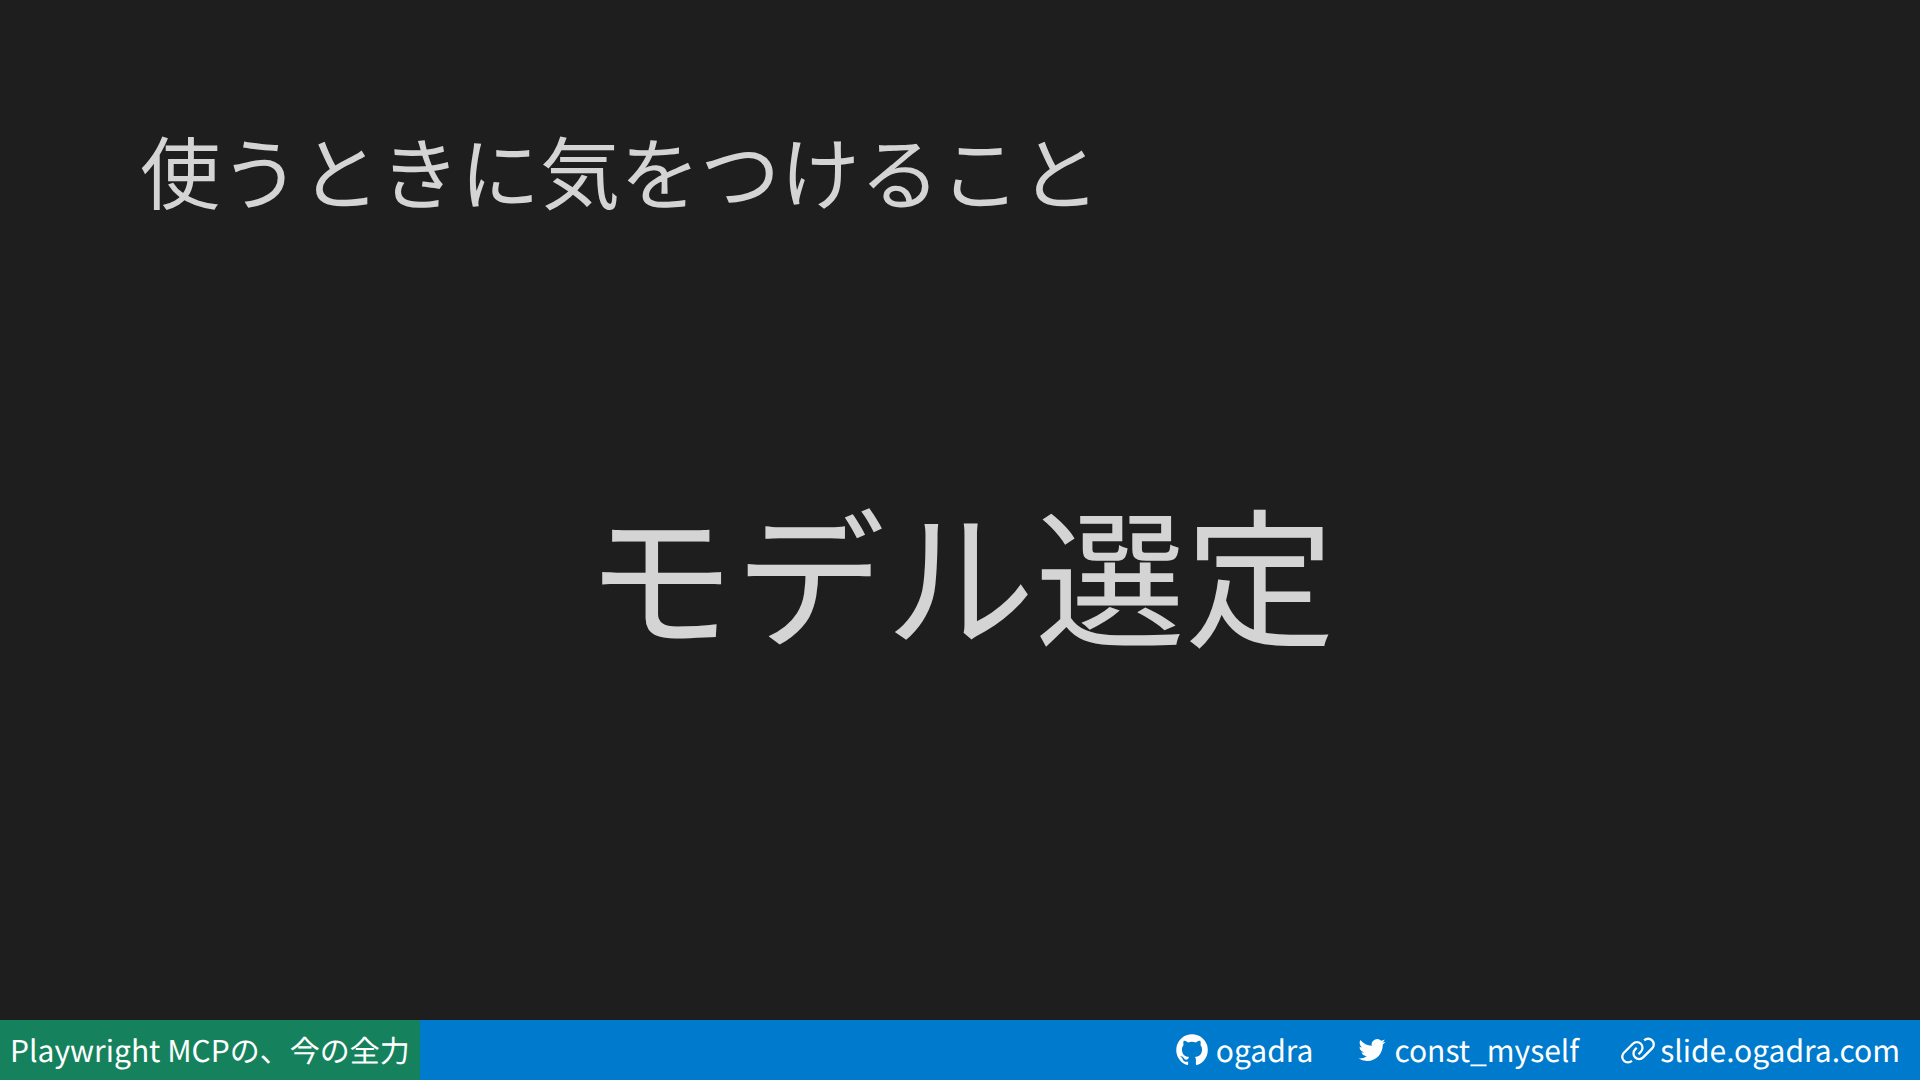 使うときに気をつけること
モデル選定
Playwright MCPの、今の全力
ogadra
const_myself
slide.ogadra.com